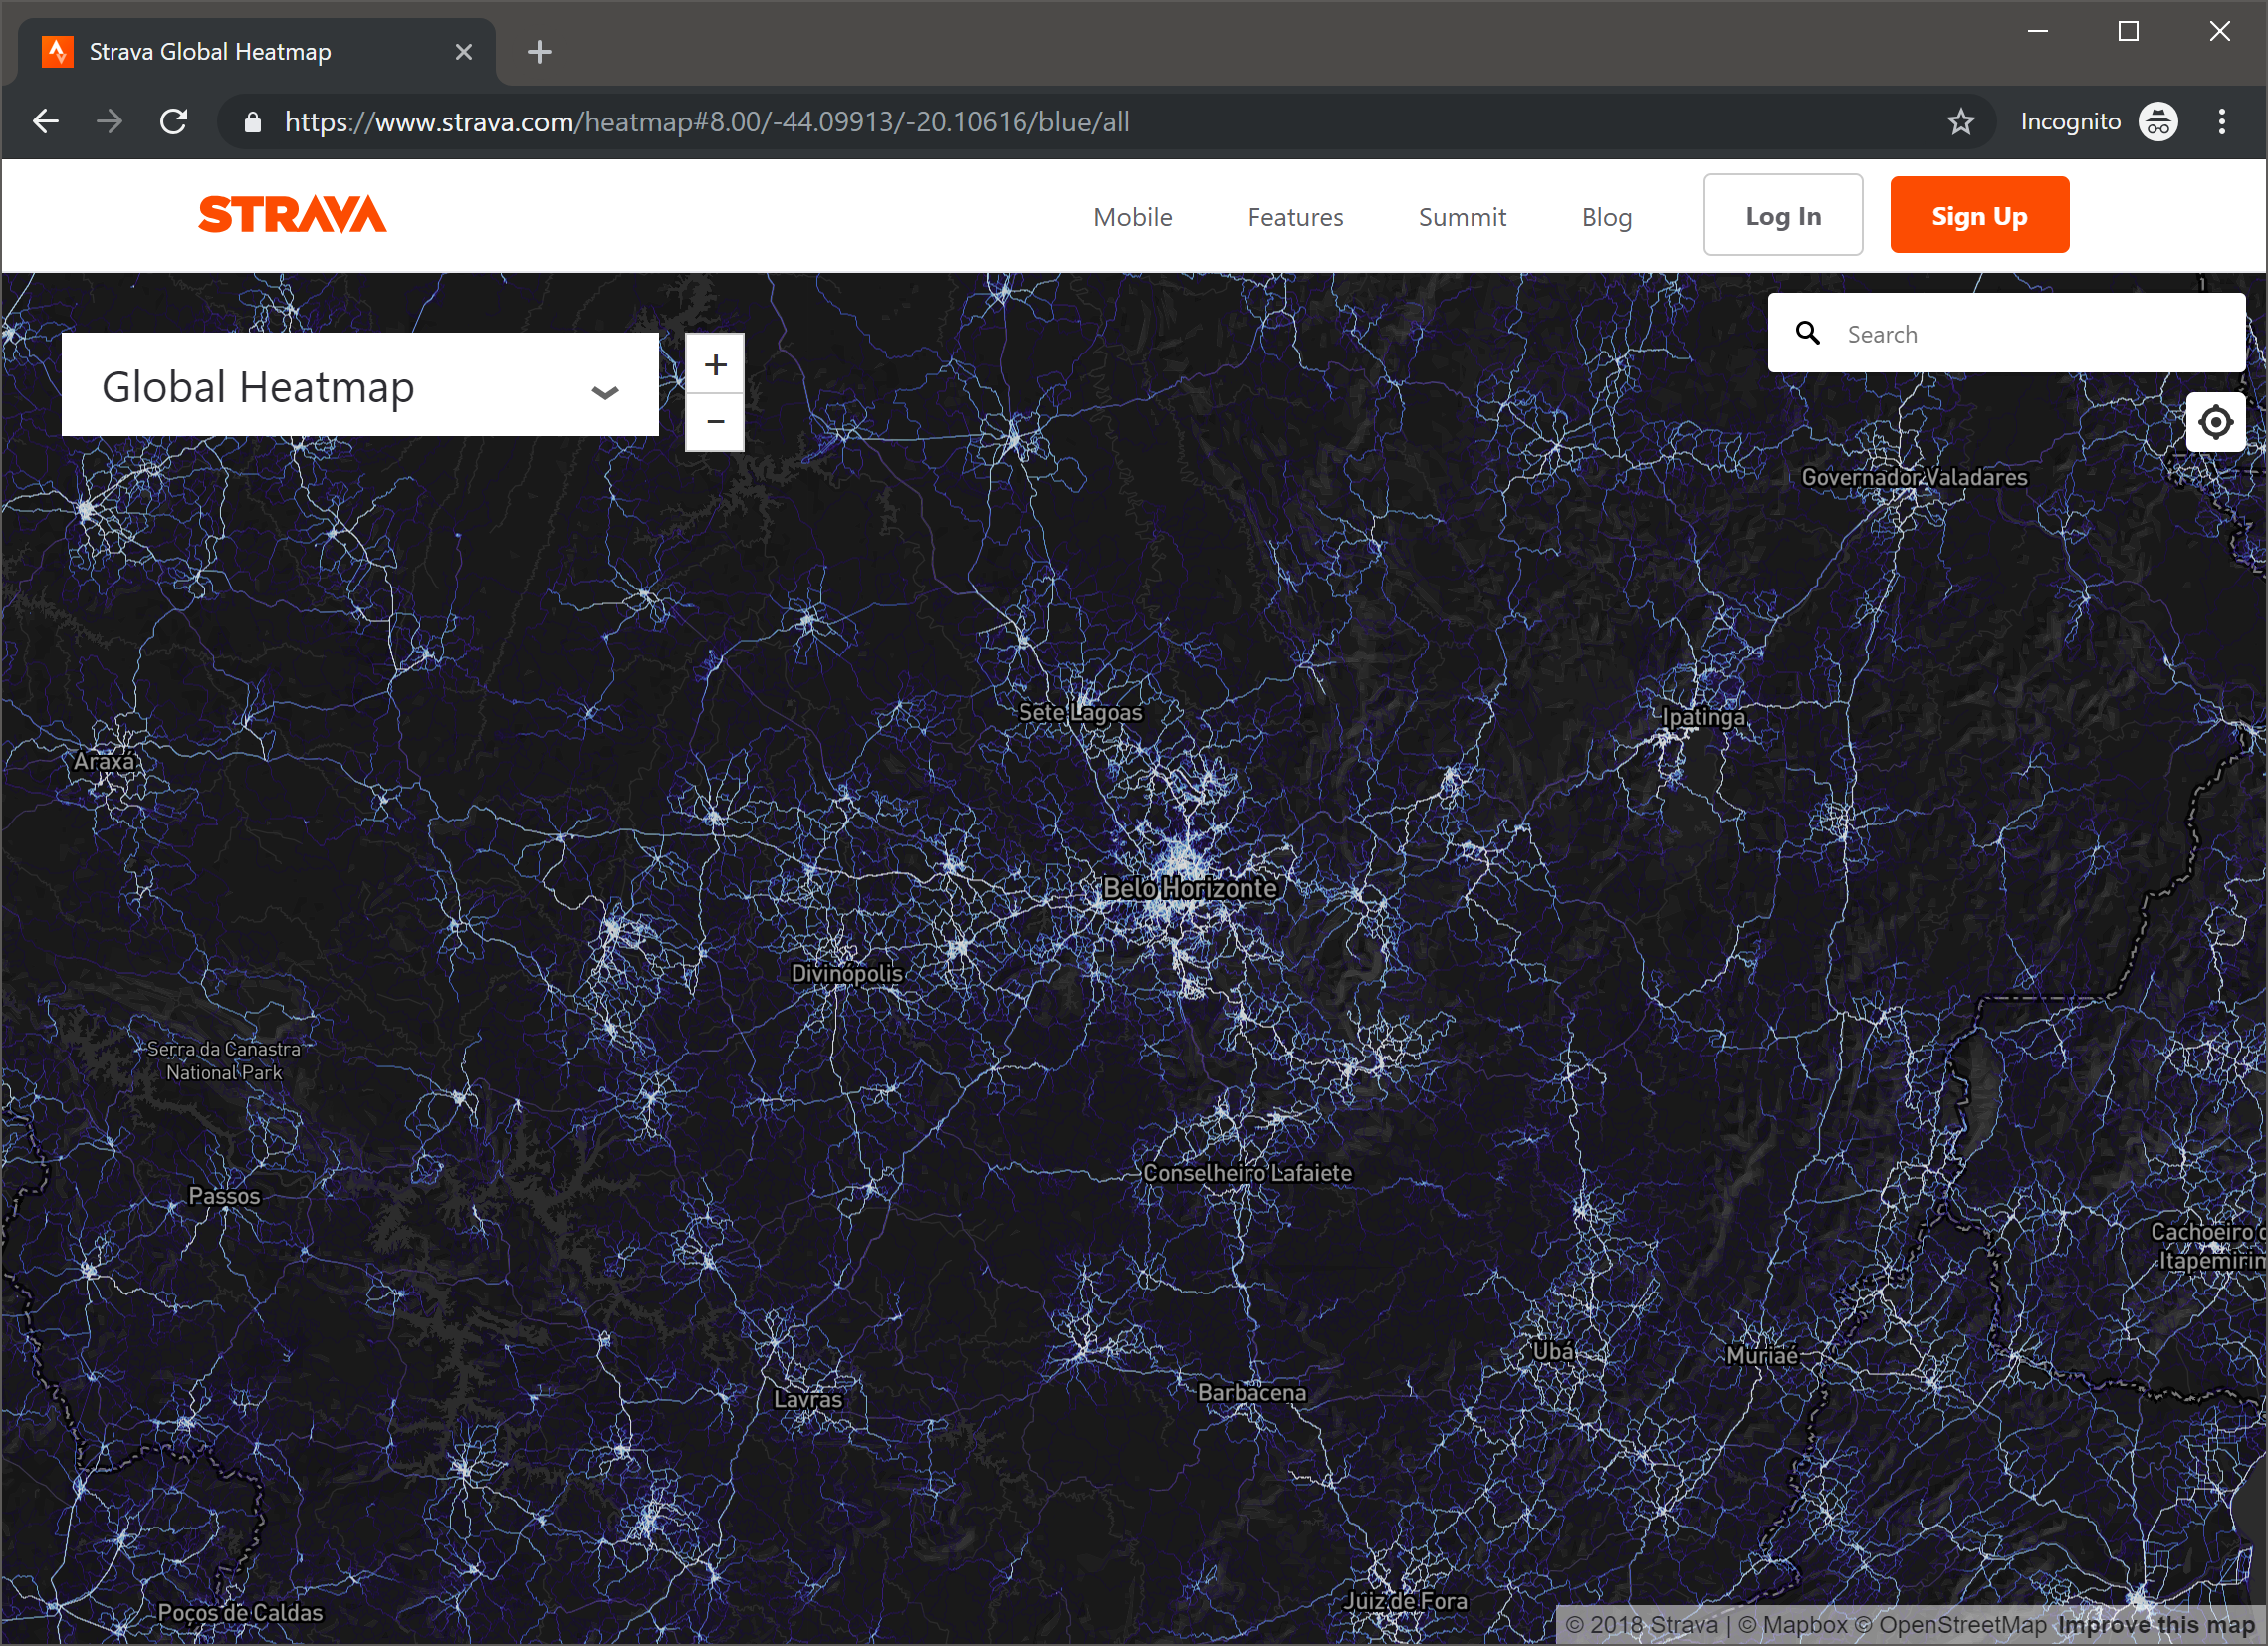 Strava Global Heatmap
https://www.strava.com/heatmap#8.00/-44.09913/-20.10616/blue/all
Incognito
STRAVA
Mobile
Features
Summit
Blog
Log In
Sign Up
Global Heatmap
+
−
Search
Governador Valadares
Sete Lagoas
Ipatinga
Araxá
Belo Horizonte
Divinópolis
Serra da Canastra
National Park
Conselheiro Lafaiete
Passos
Cachoeiro d
Itapemirin
Ubá
Muriaé
Barbacena
Lavras
Juiz de Fora
Poços de Caldas
© 2018 Strava | © Mapbox © OpenStreetMap Improve this map